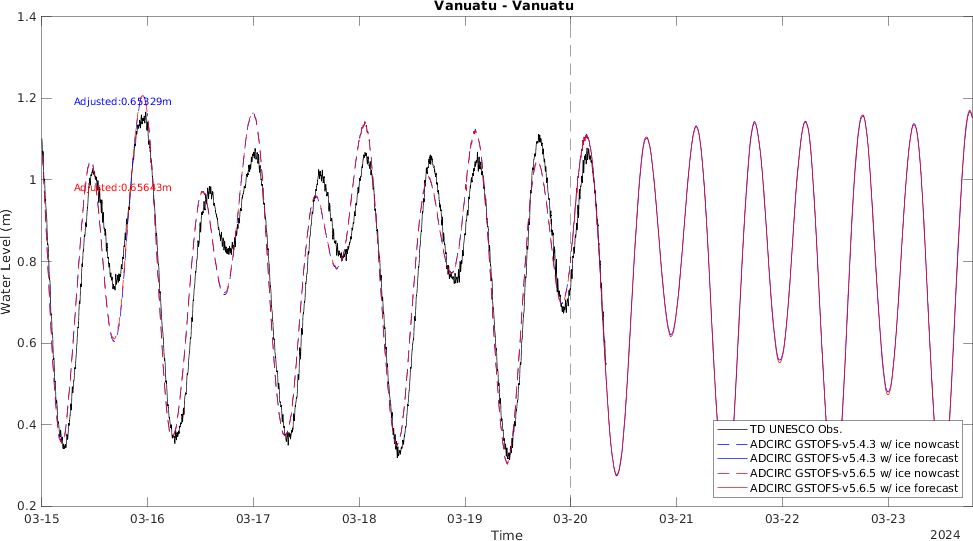 Vanuatu - Vanuatu
1.4
1.2
1
0.8
0.6
0.4
0.2
Water Level (m)
Adjusted:0.65329m
Adjusted:0.65643m
TD UNESCO Obs.
ADCIRC GSTOFS-v5.4.3 w/ ice nowcast
ADCIRC GSTOFS-v5.4.3 w/ ice forecast
ADCIRC GSTOFS-v5.6.5 w/ ice nowcast
ADCIRC GSTOFS-v5.6.5 w/ ice forecast
03-15 03-16 03-17 03-18 03-19 03-20 03-21 03-22 03-23
Time
2024